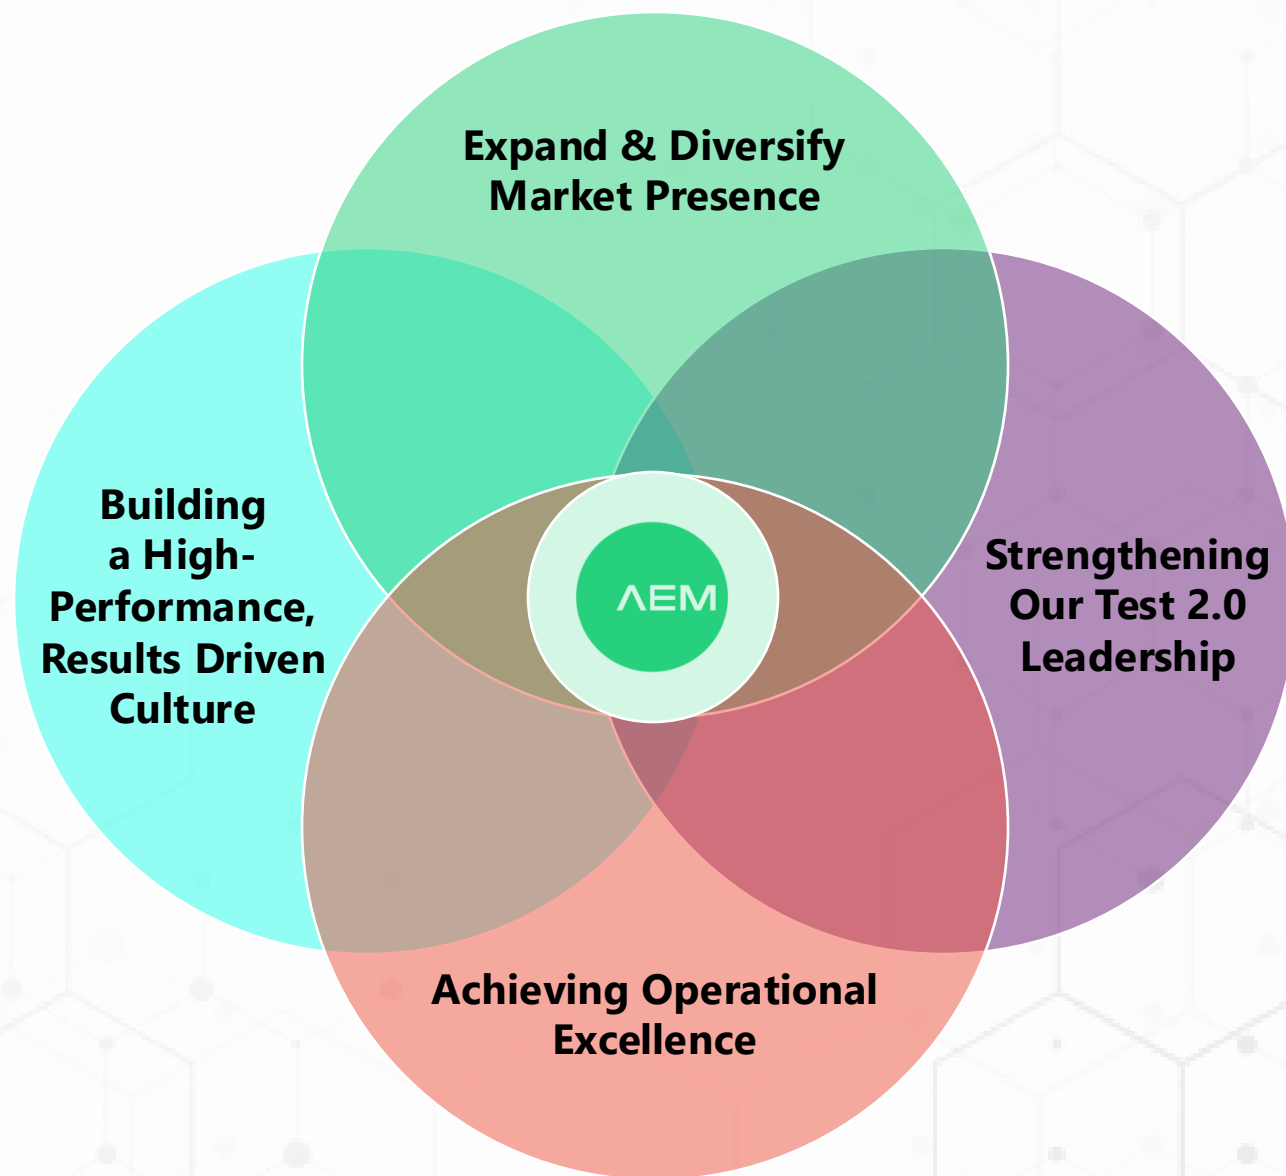 Expand & Diversify
Market Presence
Building
a High-
Performance,
Results Driven
Culture
AEM
Strengthening
Our Test 2.0
Leadership
Achieving Operational
Excellence